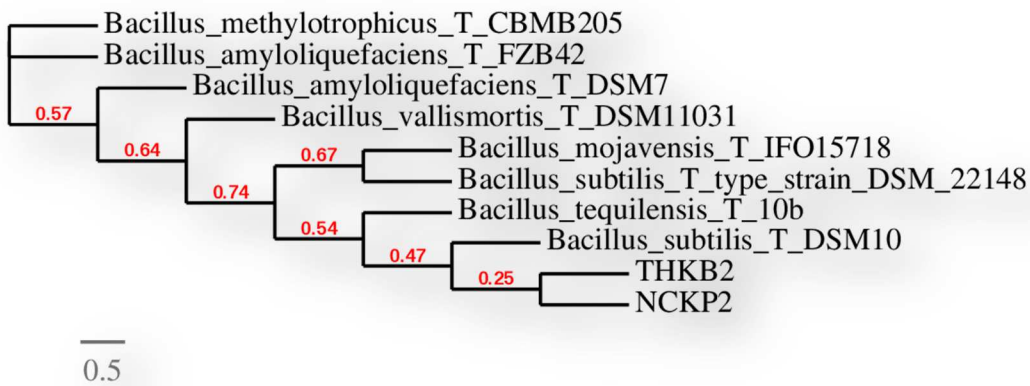 Bacillus_methylotrophicus_T_CBMB205
Bacillus_amyloliquefaciens_T_FZB42
Bacillus_amyloliquefaciens_T_DSM7
0.57
Bacillus_vallismortis_T_DSM11031
0.64
Bacillus_mojavensis_T_IFO15718
0.67
Bacillus_subtilis_T_type_strain_DSM_22148
0.74
Bacillus_tequilensis_T_10b
0.54
Bacillus_subtilis_T_DSM10
0.47
THKB2
0.25
NCKP2
0.5